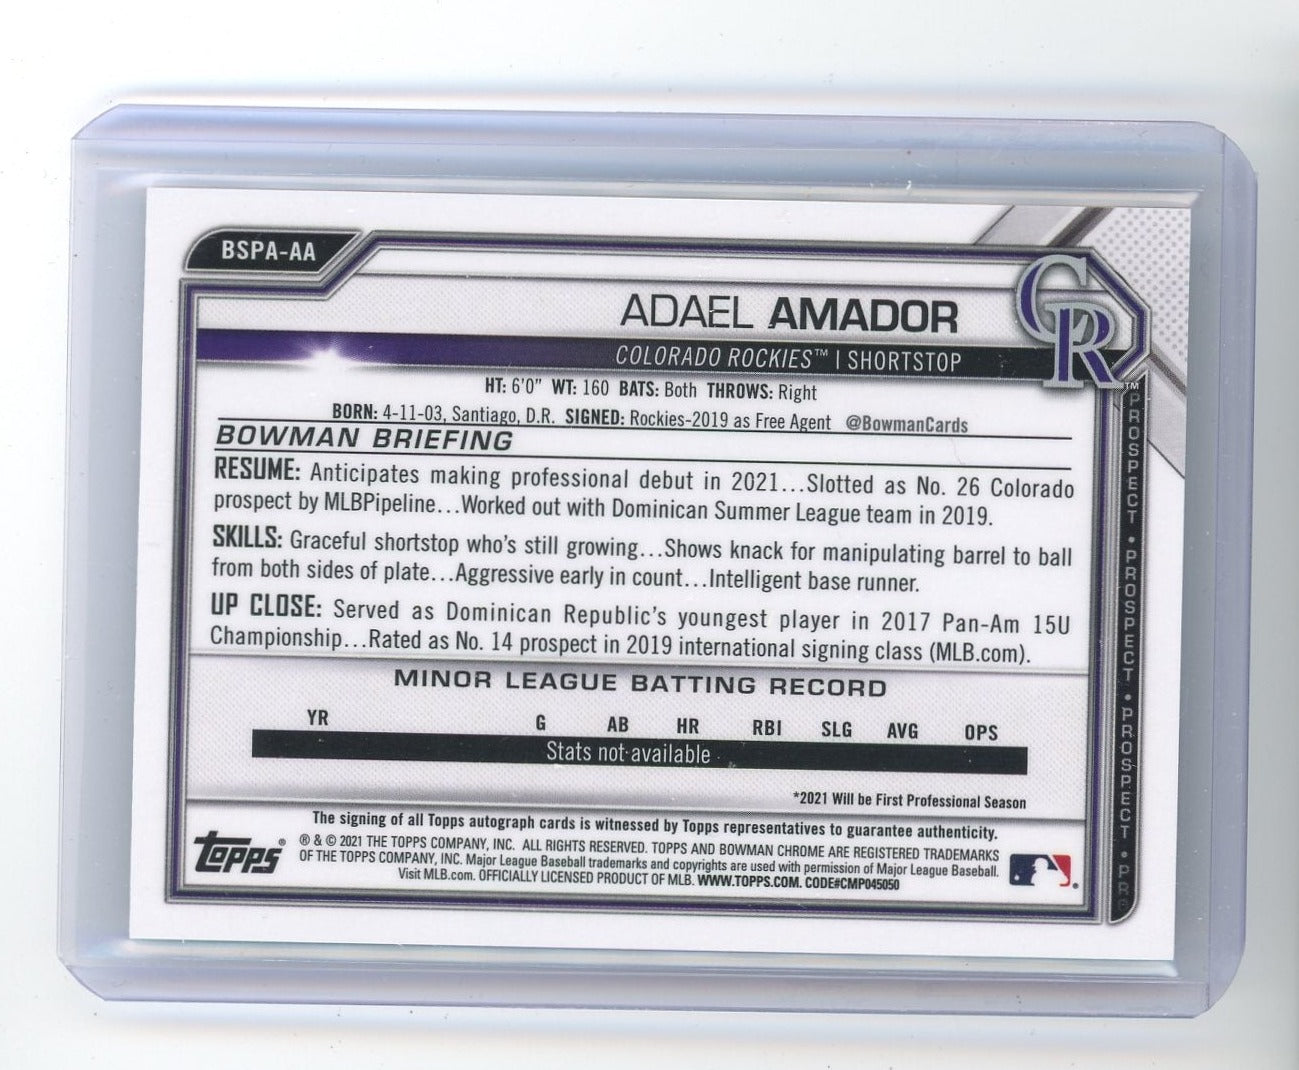 BSPA-AA
CR
ADAEL AMADOR
COLORADO ROCKIES™ | SHORTSTOP
HT: 6'0" WT: 160 BATS: Both THROWS: Right
BORN: 4-11-03, Santiago, D.R. SIGNED: Rockies-2019 as Free Agent @BowmanCards
BOWMAN BRIEFING
RESUME: Anticipates making professional debut in 2021...Slotted as No. 26 Colorado
prospect by MLBPipeline...Worked out with Dominican Summer League team in 2019.
SKILLS: Graceful shortstop who's still growing...Shows knack for manipulating barrel to ball
from both sides of plate...Aggressive early in count...Intelligent base runner.
UP CLOSE: Served as Dominican Republic's youngest player in 2017 Pan-Am 15U
Championship...Rated as No. 14 prospect in 2019 international signing class (MLB.com).
MINOR LEAGUE BATTING RECORD
YR G AB HR RBI SLG AVG OPS
Stats not available
*2021 Will be First Professional Season
The signing of all Topps autograph cards is witnessed by Topps representatives to guarantee authenticity.
® & © 2021 THE TOPPS COMPANY, INC. ALL RIGHTS RESERVED. TOPPS AND BOWMAN CHROME ARE REGISTERED TRADEMARKS
OF THE TOPPS COMPANY, INC. Major League Baseball trademarks and copyrights are used with permission of Major League Baseball.
Visit MLB.com. OFFICIALLY LICENSED PRODUCT OF MLB. WWW.TOPPS.COM. CODE#CMP045050
Topps®
™
PROSPECT • PROSPECT • PROSPECT • PR